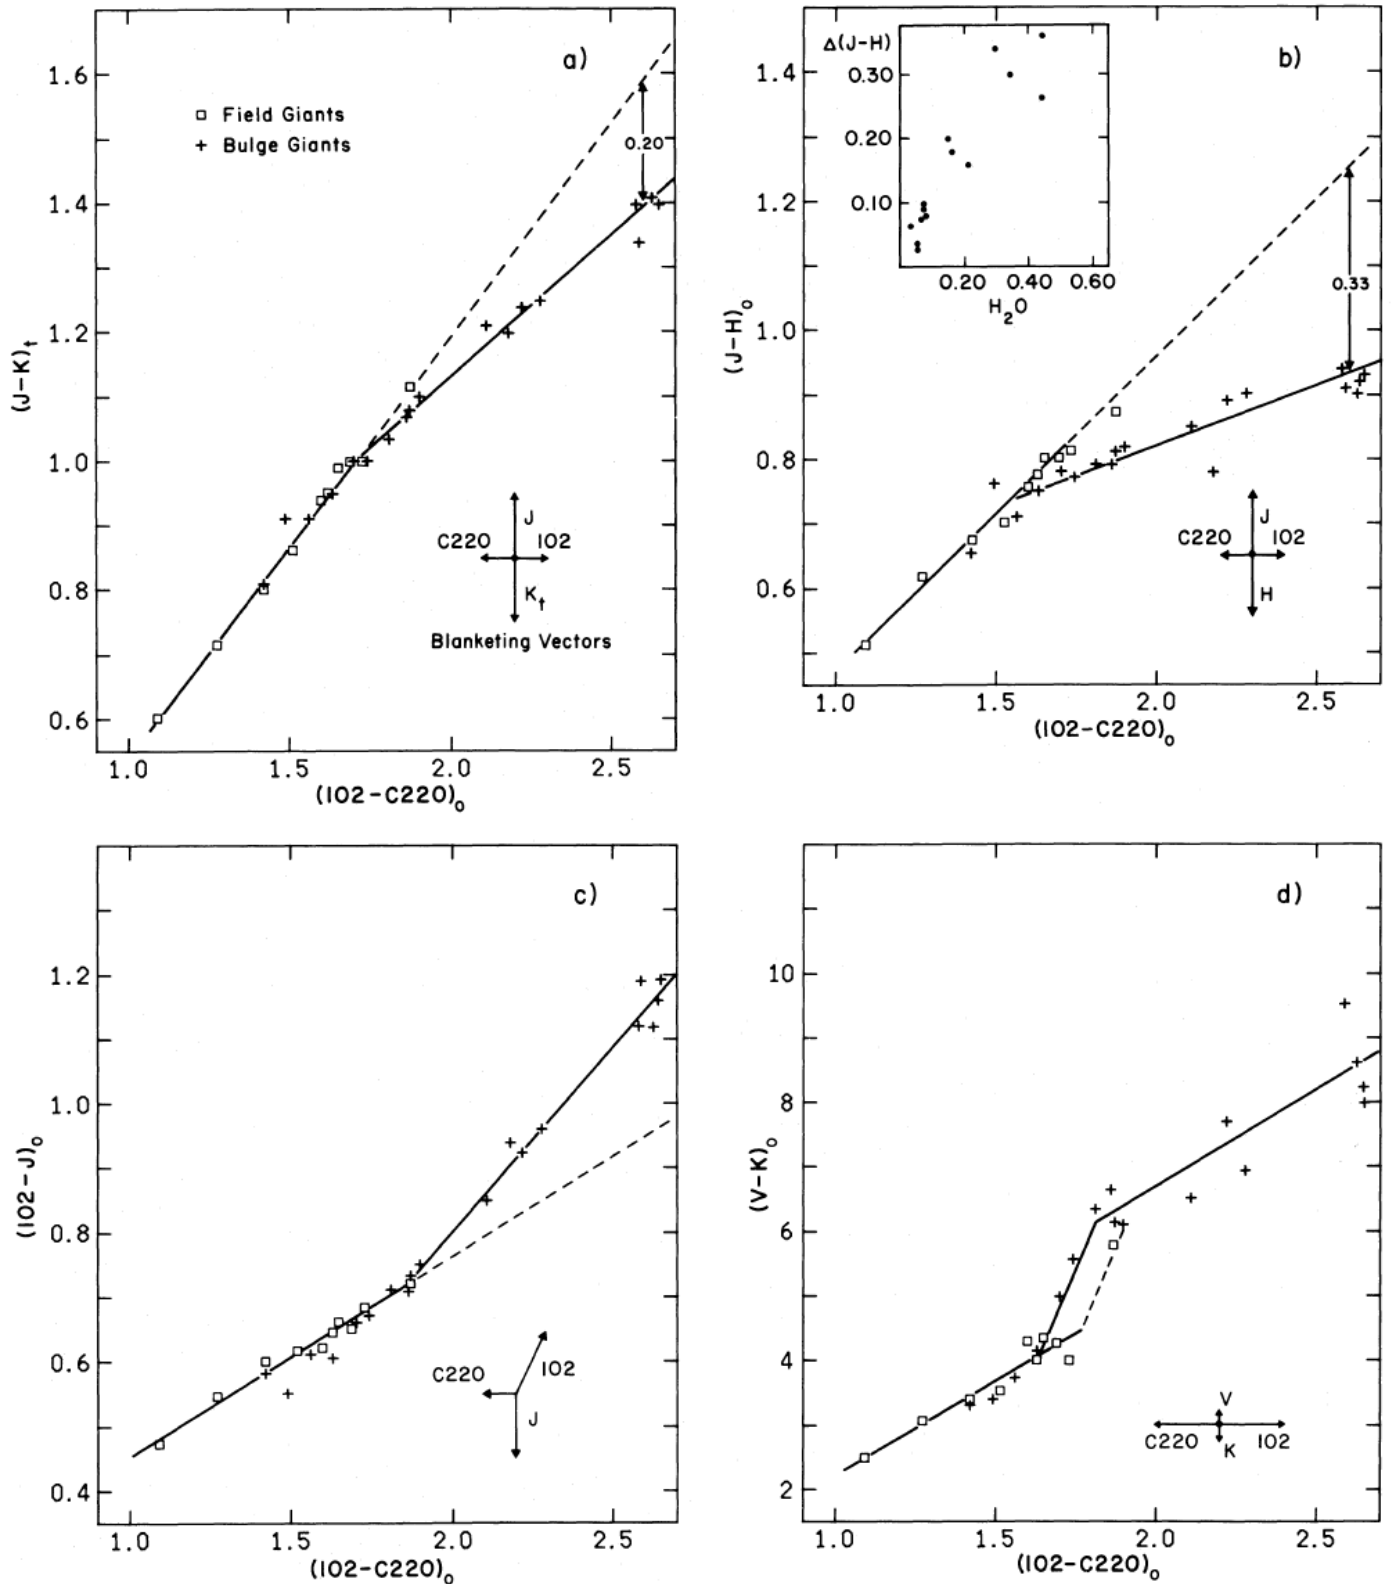 a)
1.6
□ Field Giants
+ Bulge Giants
0.20
1.4
(J-K)t
1.2
1.0
0.8
0.6
J
C220 102
Kt
Blanketing Vectors
1.0 1.5 2.0 2.5
(102-C220)o
b)
Δ(J-H)
0.30
0.20
0.10
0.20 0.40 0.60
H2O
1.4
1.2
0.33
(J-H)o
1.0
0.8
0.6
J
C220 102
H
1.0 1.5 2.0 2.5
(102-C220)o
c)
1.2
1.0
(102-J)o
0.8
0.6
0.4
C220 102
J
1.0 1.5 2.0 2.5
(102-C220)o
d)
10
8
(V-K)o
6
4
2
V
C220 102
K
1.0 1.5 2.0 2.5
(102-C220)o